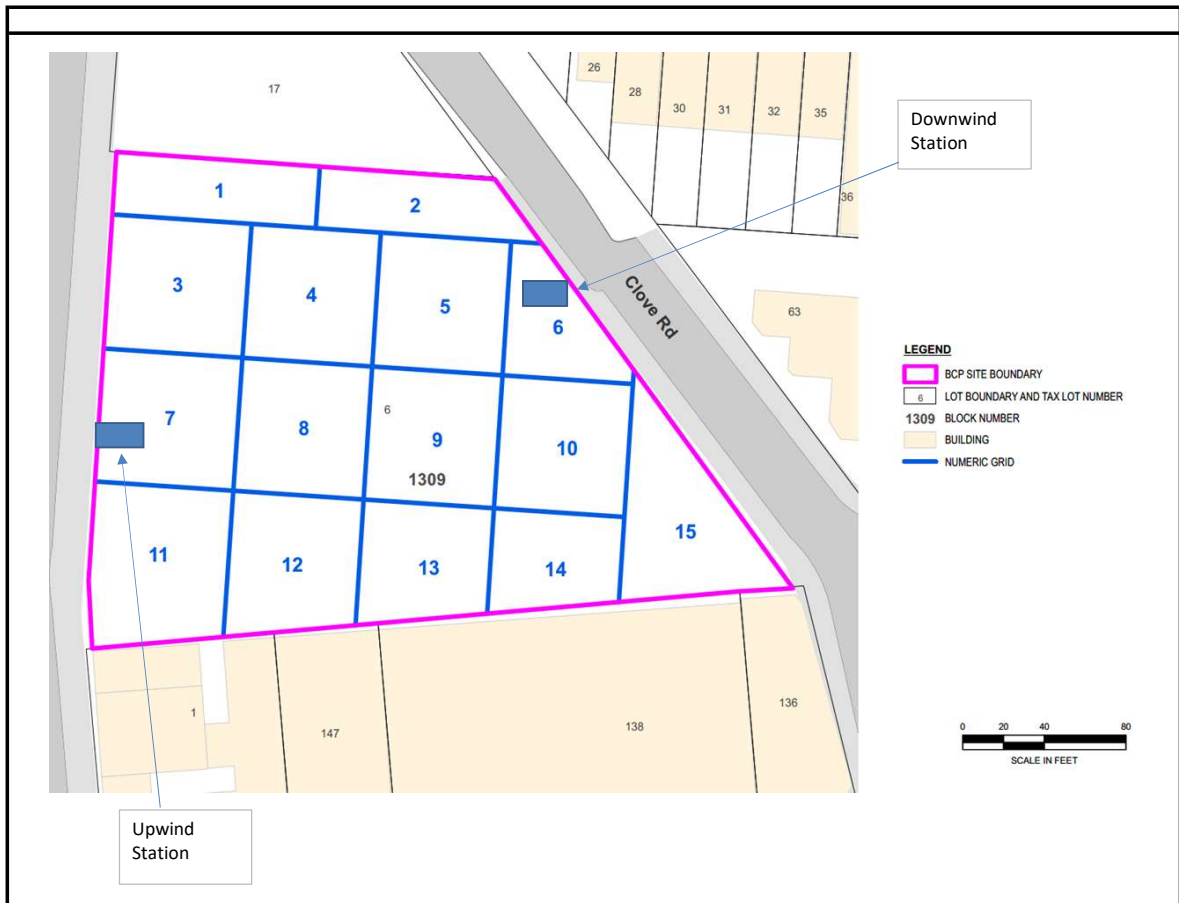 17
26
28
30
31
32
35
36
Downwind
Station
1
2
3
4
5
6
Clove Rd
63
LEGEND
BCP SITE BOUNDARY
6 LOT BOUNDARY AND TAX LOT NUMBER
1309 BLOCK NUMBER
BUILDING
NUMERIC GRID
7
8
6
9
10
1309
11
12
13
14
15
1
147
138
136
0 20 40 80
SCALE IN FEET
Upwind
Station